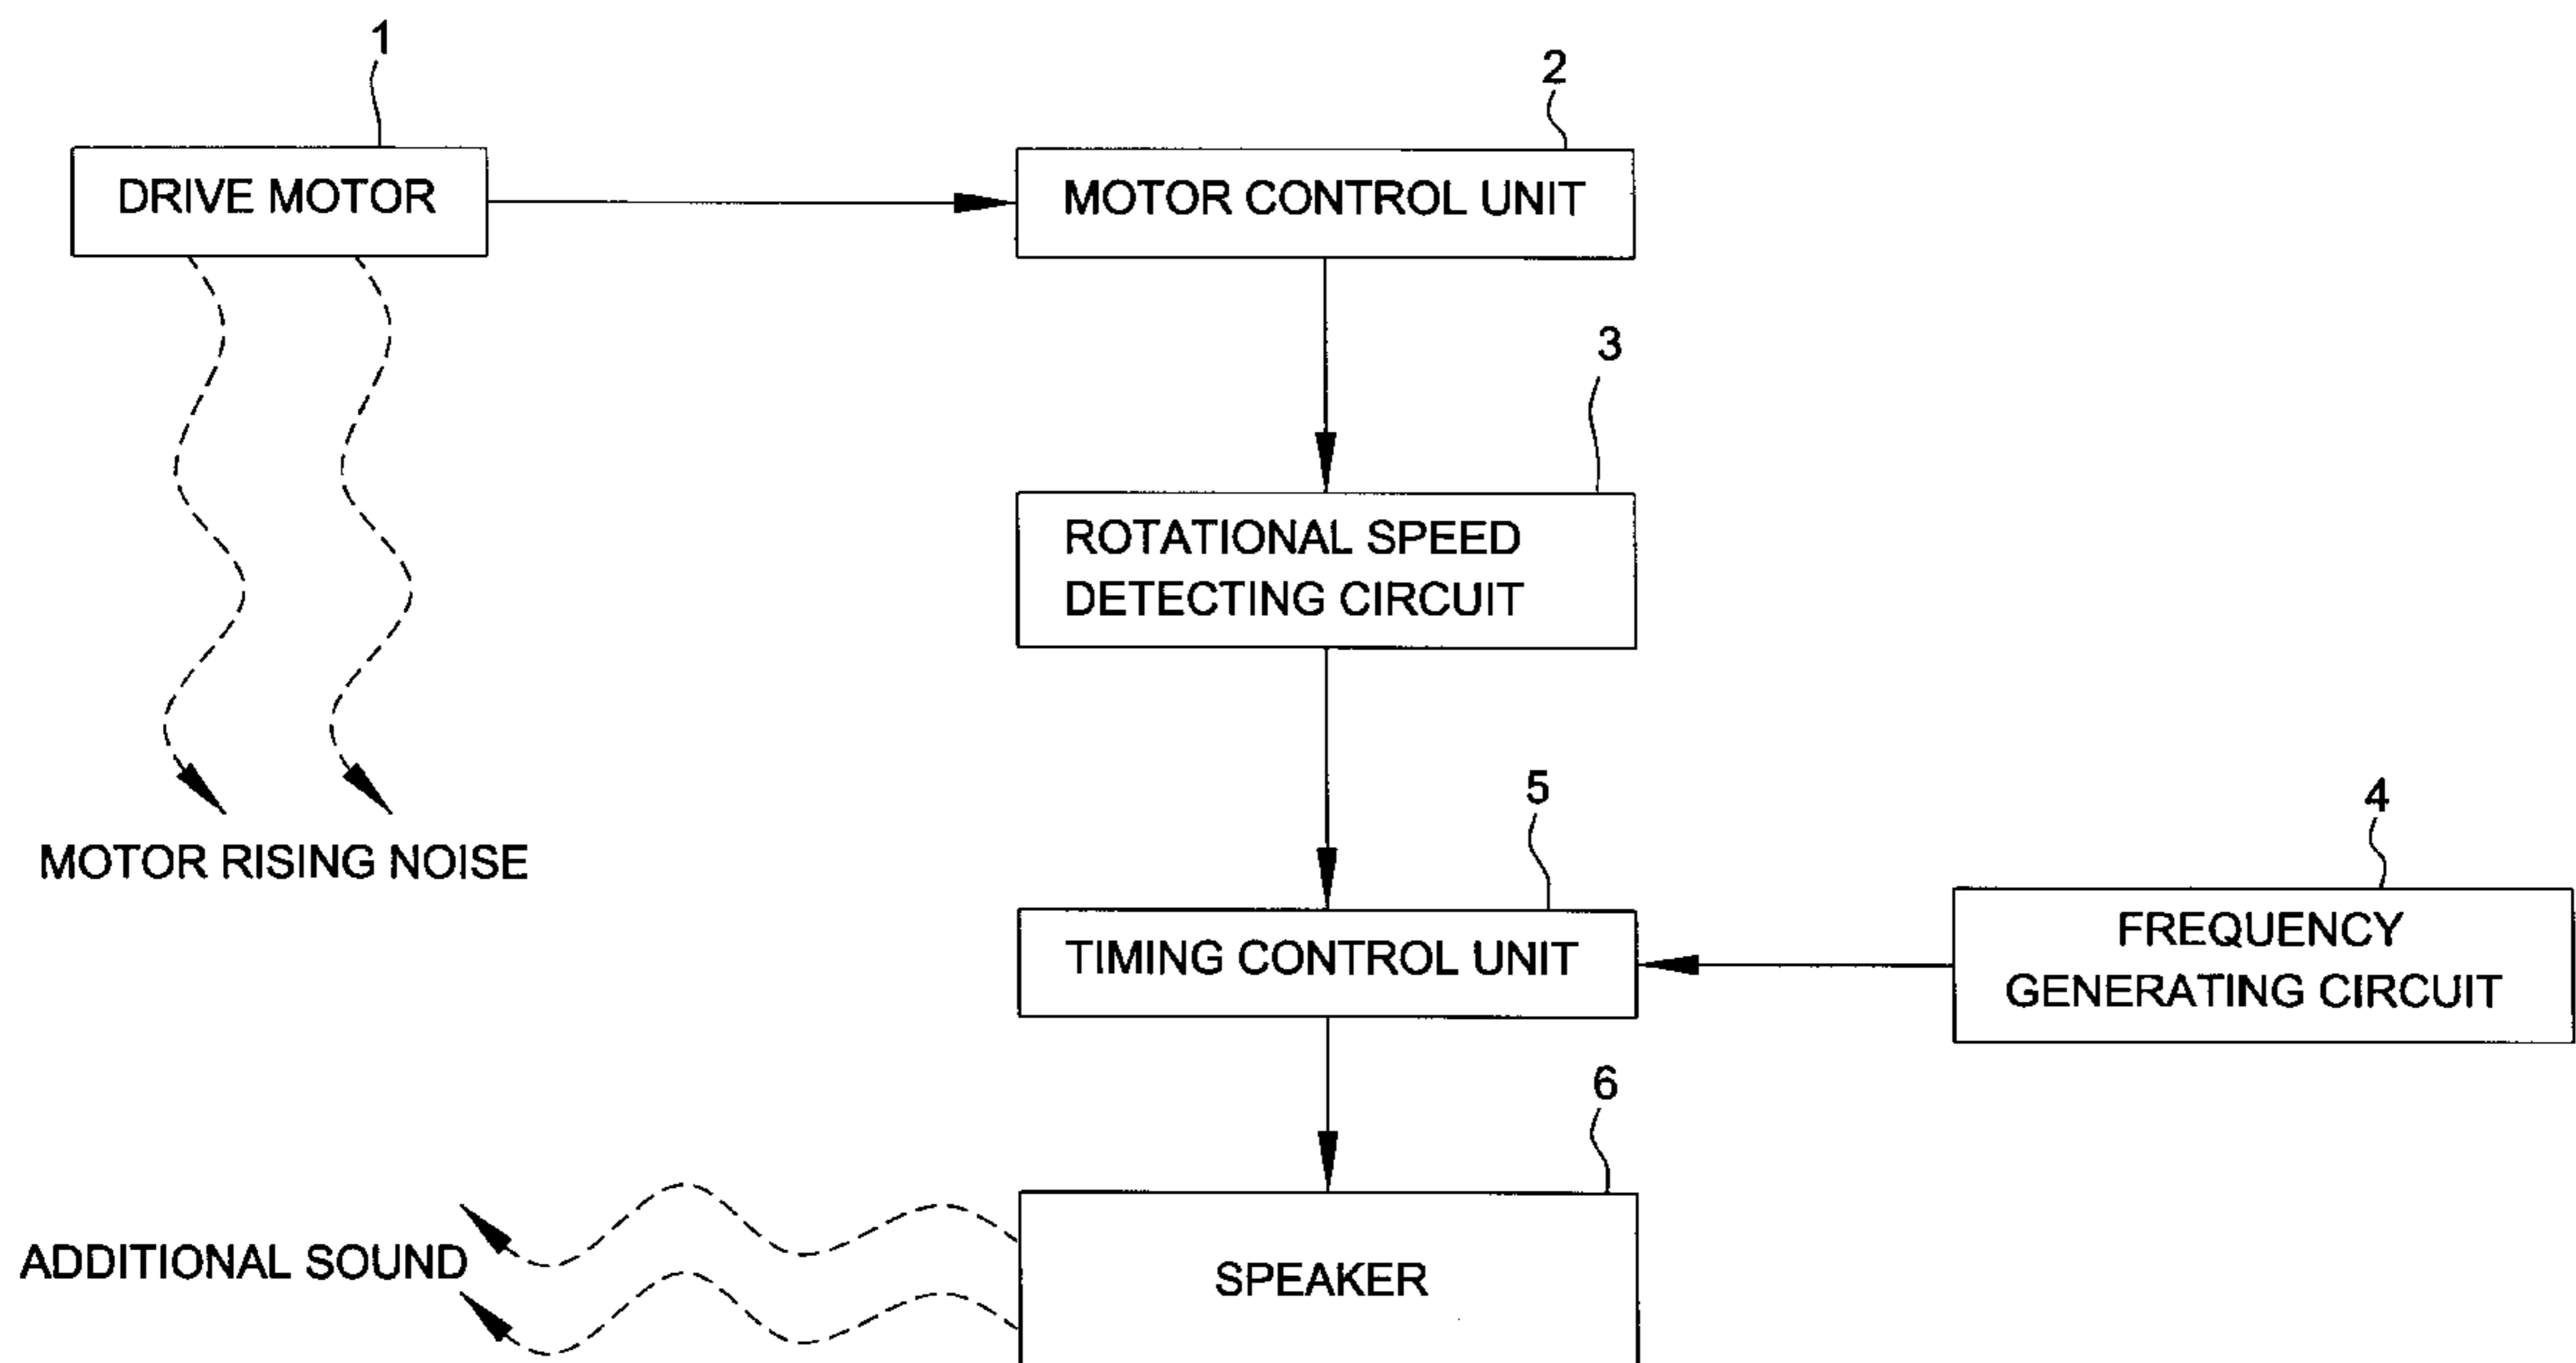 1
2
DRIVE MOTOR
MOTOR CONTROL UNIT
3
ROTATIONAL SPEED
DETECTING CIRCUIT
5
4
MOTOR RISING NOISE
TIMING CONTROL UNIT
FREQUENCY
GENERATING CIRCUIT
6
ADDITIONAL SOUND
SPEAKER